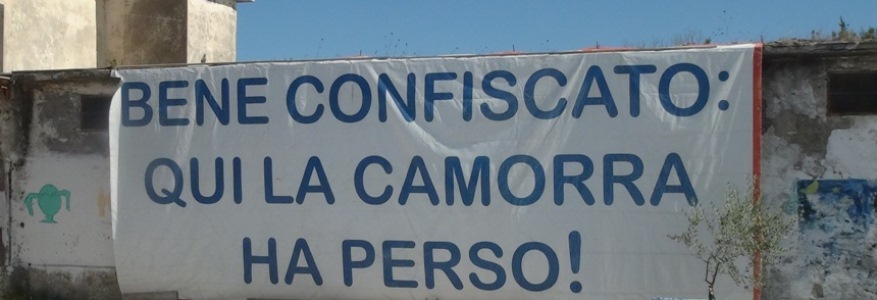 BENE CONFISCATO:
QUI LA CAMORRA
HA PERSO!